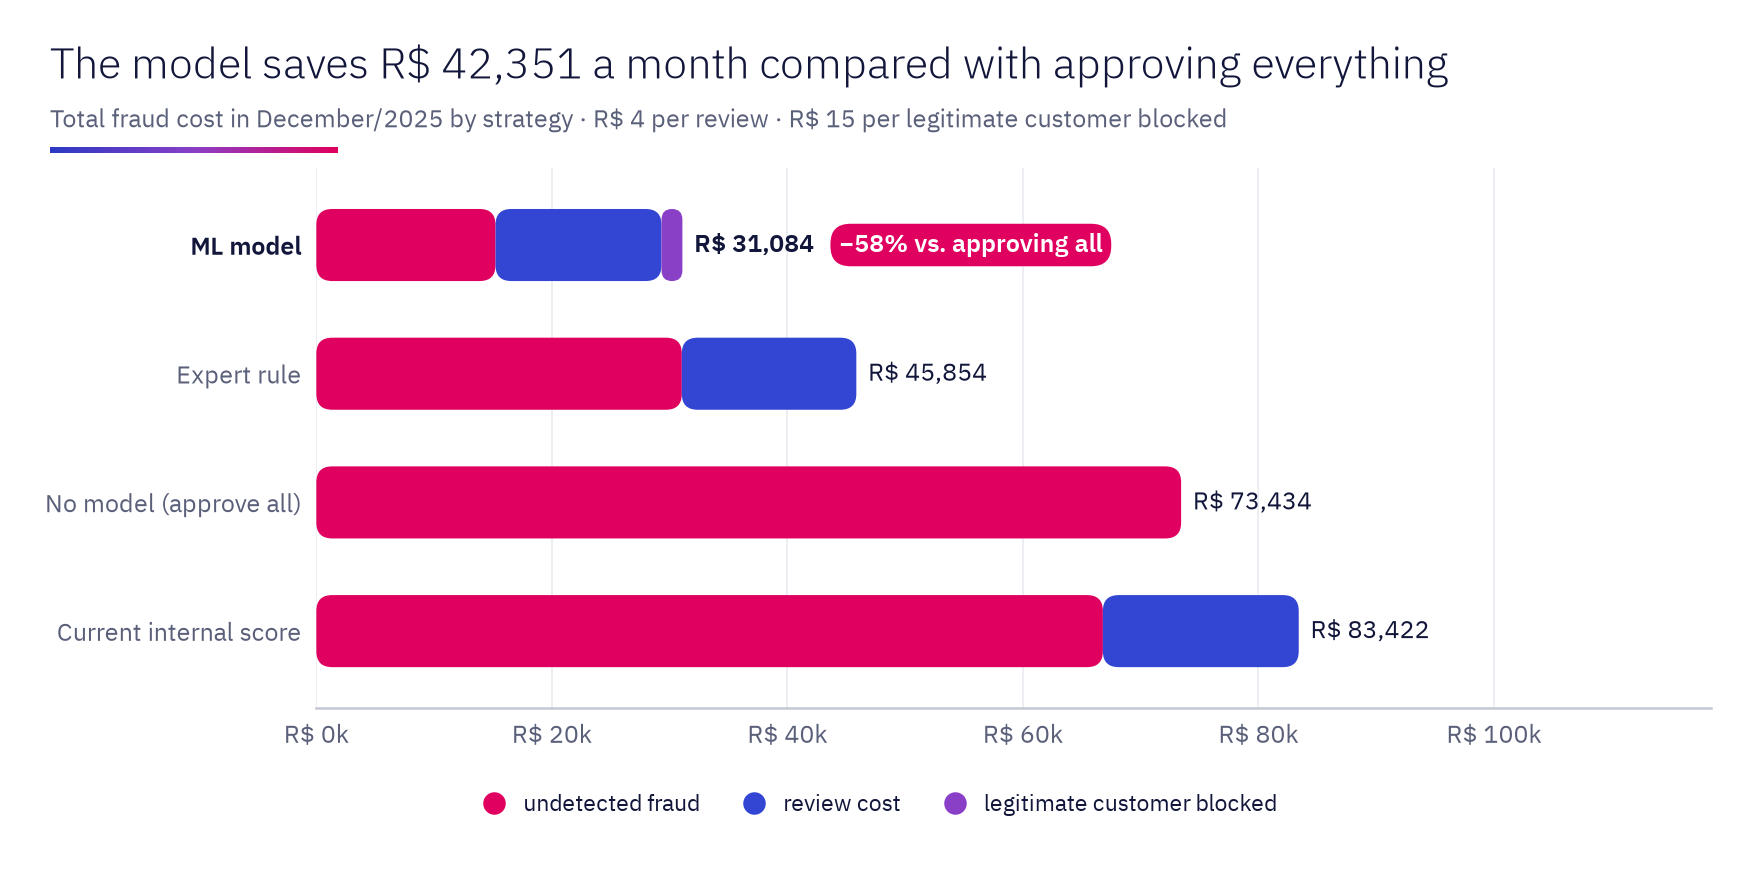 The model saves R$ 42,351 a month compared with approving everything
Total fraud cost in December/2025 by strategy · R$ 4 per review · R$ 15 per legitimate customer blocked
ML model
R$ 31,084
−58% vs. approving all
Expert rule
R$ 45,854
No model (approve all)
R$ 73,434
Current internal score
R$ 83,422
R$ 0k R$ 20k R$ 40k R$ 60k R$ 80k R$ 100k
undetected fraud review cost legitimate customer blocked